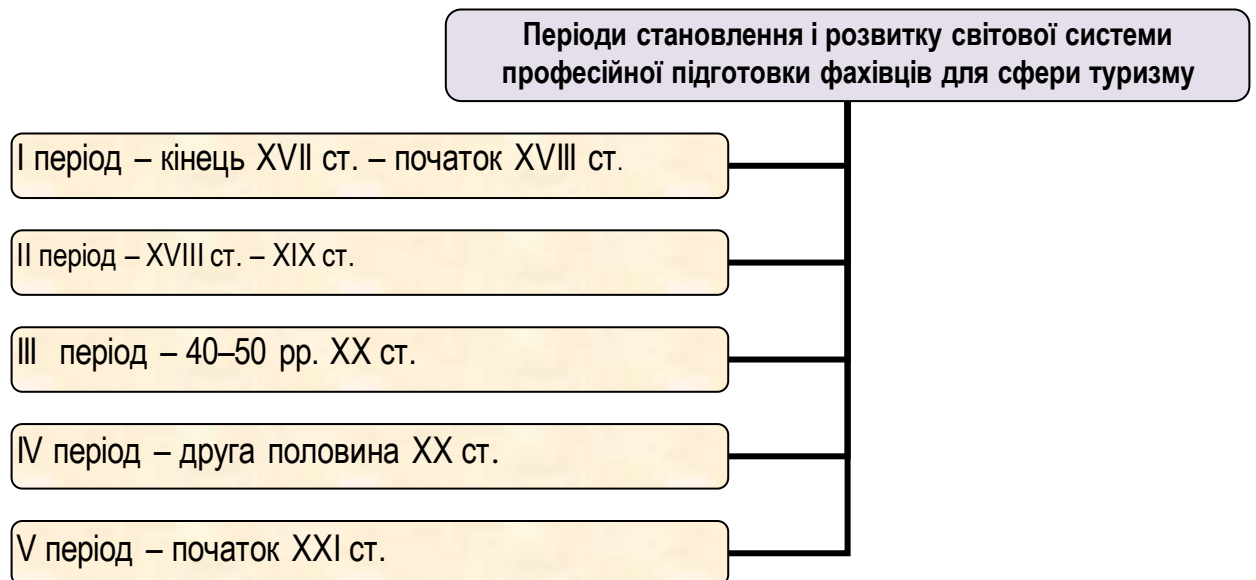 Періоди становлення і розвитку світової системи
професійної підготовки фахівців для сфери туризму
І період – кінець XVII ст. – початок XVIII ст.
ІІ період – XVIII ст. – XIX ст.
ІІІ період – 40–50 рр. XX ст.
IV період – друга половина XX ст.
V період – початок XXI ст.